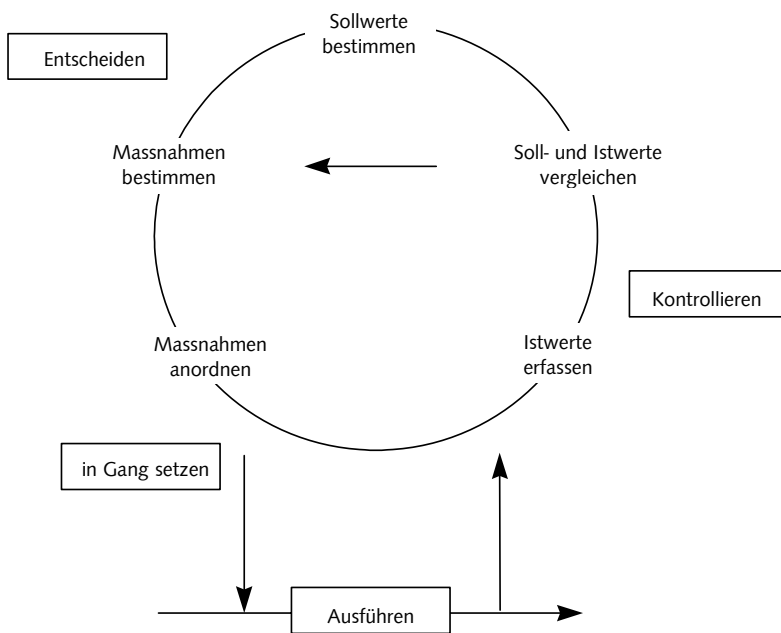 Sollwerte
bestimmen
Entscheiden
Massnahmen
bestimmen
Soll- und Istwerte
vergleichen
Kontrollieren
Massnahmen
anordnen
Istwerte
erfassen
in Gang setzen
Ausführen